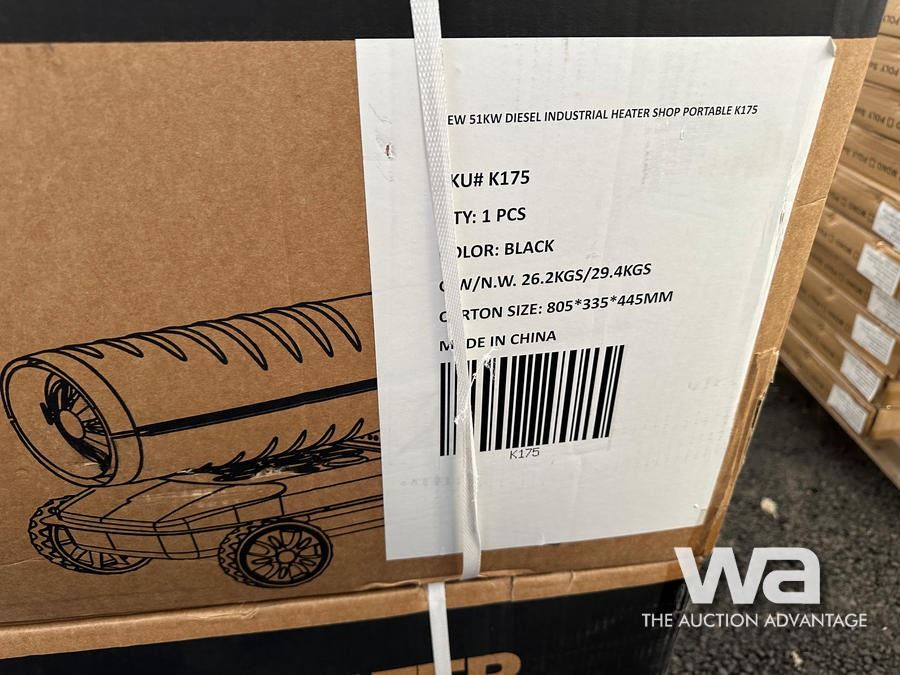 EW 51KW DIESEL INDUSTRIAL HEATER SHOP PORTABLE K175
KU# K175
TY: 1 PCS
OLOR: BLACK
W/N.W. 26.2KGS/29.4KGS
C RTON SIZE: 805*335*445MM
M DE IN CHINA
K175
wa
THE AUCTION ADVANTAGE